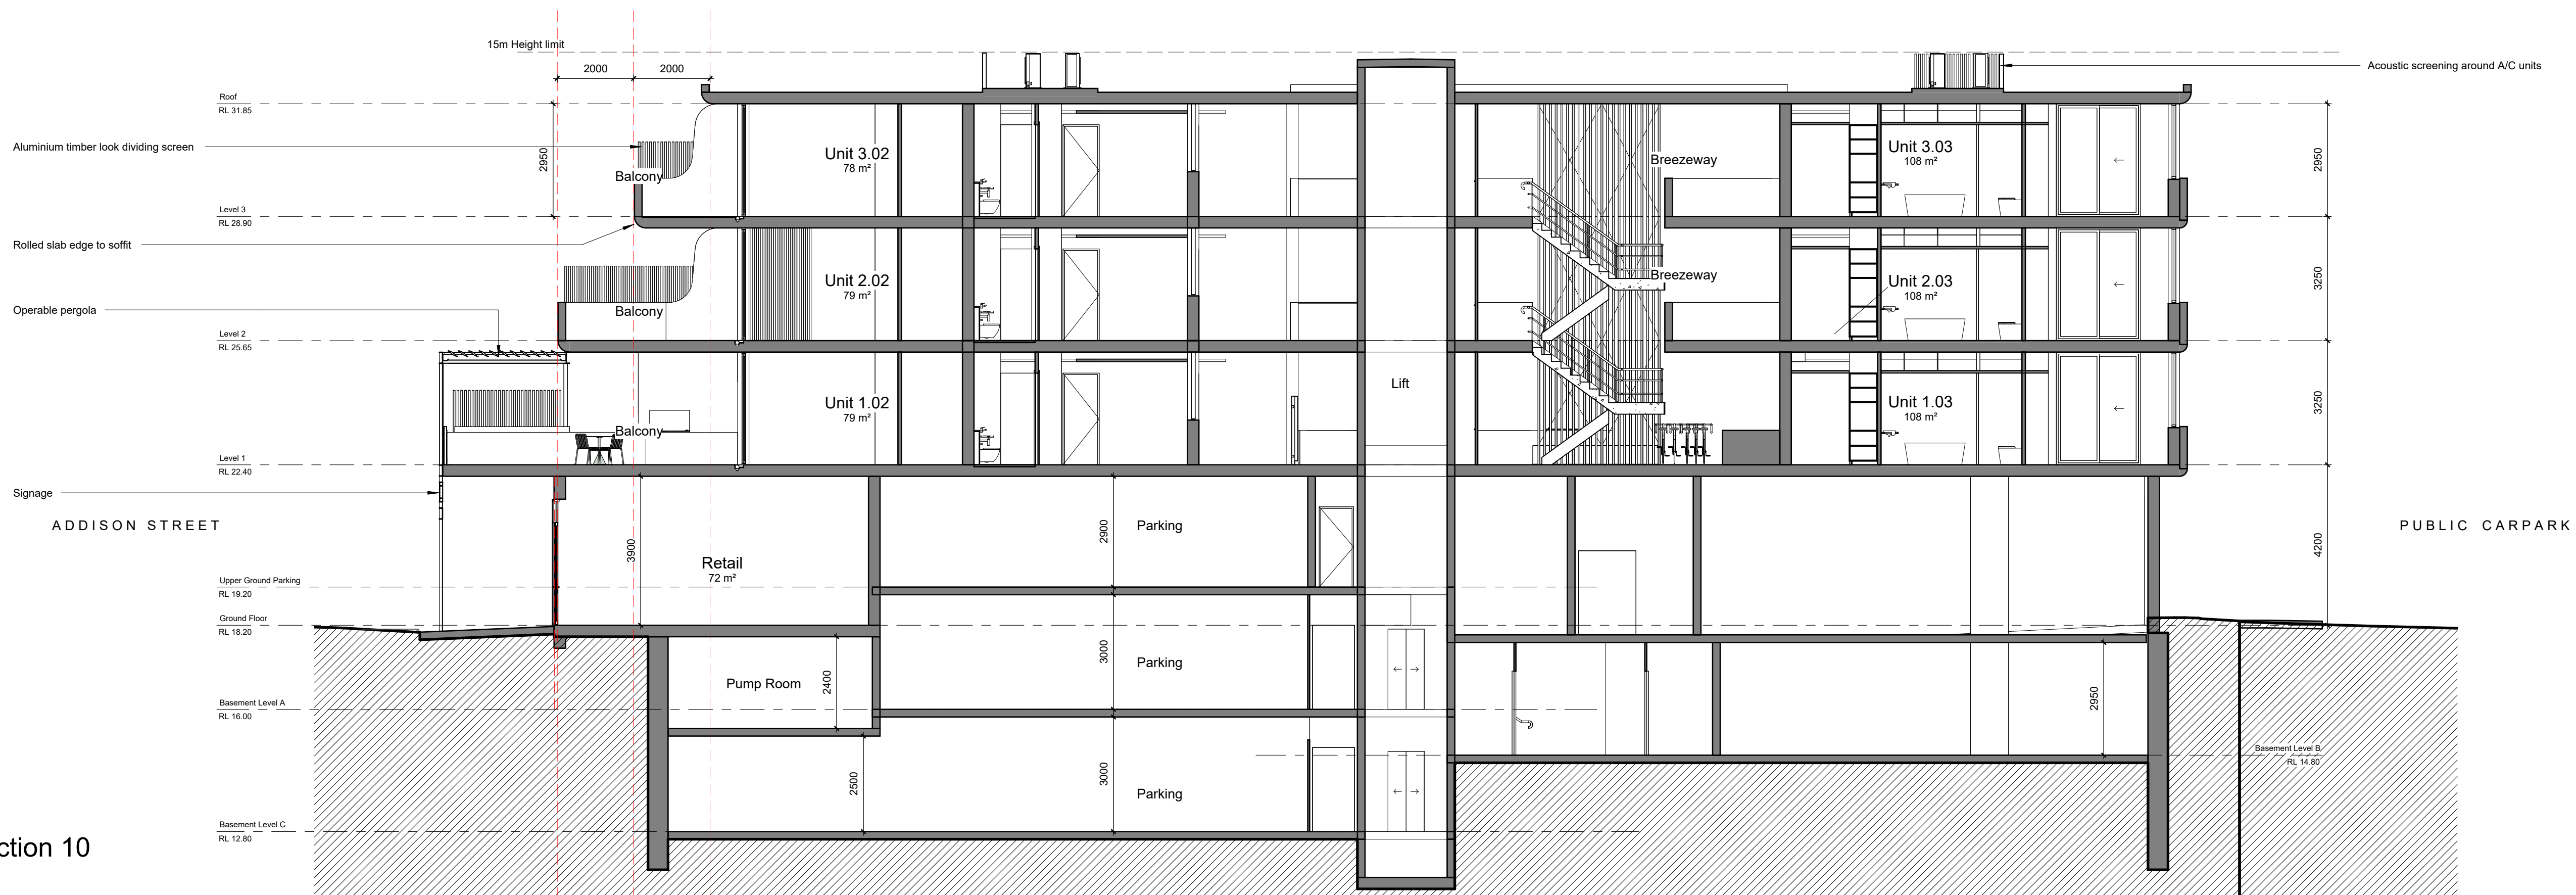 15m Height limit
2000
2000
Acoustic screening around A/C units
Roof
RL 31.85
Aluminium timber look dividing screen
2950
Balcony
Unit 3.02
78 m²
Breezeway
Unit 3.03
108 m²
2950
Level 3
RL 28.90
Rolled slab edge to soffit
Operable pergola
Balcony
Unit 2.02
79 m²
Breezeway
Unit 2.03
108 m²
3250
Level 2
RL 25.65
Balcony
Unit 1.02
79 m²
Lift
Unit 1.03
108 m²
3250
Level 1
RL 22.40
Signage
ADDISON STREET
3900
Retail
72 m²
2900
Parking
4200
PUBLIC CARPARK
Upper Ground Parking
RL 19.20
Ground Floor
RL 18.20
Pump Room
2400
3000
Parking
2950
Basement Level A
RL 16.00
Basement Level B
RL 14.80
2500
3000
Parking
Basement Level C
RL 12.80
ction 10